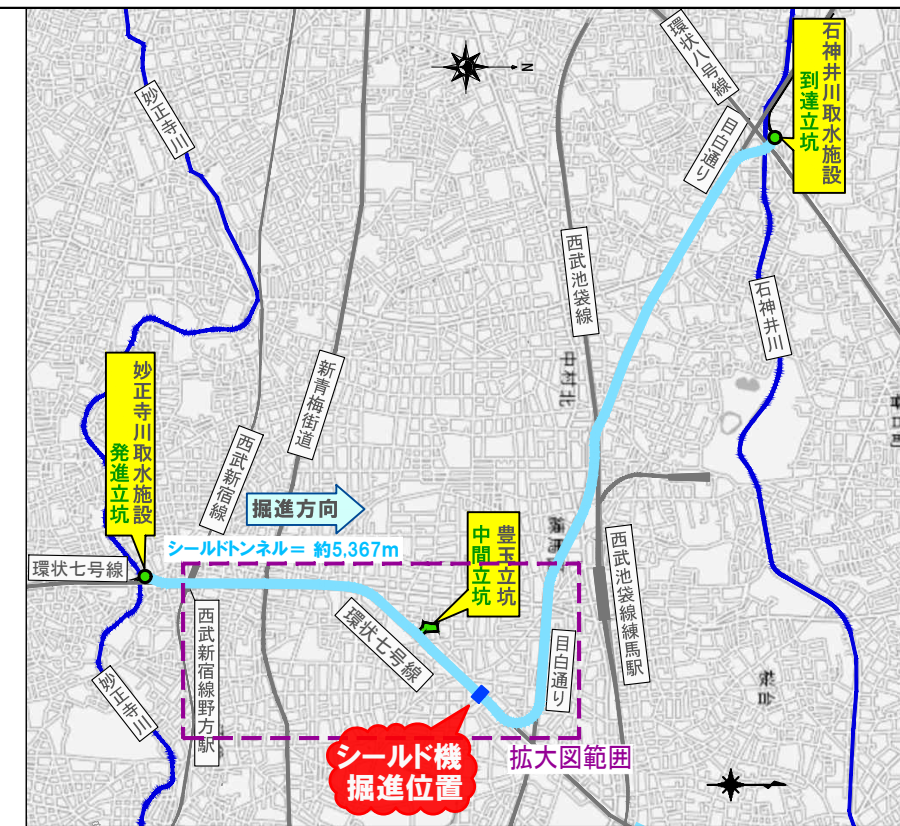 石神井川取水施設
到達立坑
環状八号線
目白通り
N
妙正寺川
西武池袋線
石神井川
中村北
新青梅街道
妙正寺川取水施設
発進立坑
西武新宿線
掘進方向
シールドトンネル= 約5,367m
豊玉立坑
中間立坑
練馬
環状七号線
西武池袋線練馬駅
西武新宿線野方駅
環状七号線
目白通り
妙正寺川
シールド機
掘進位置
拡大図範囲